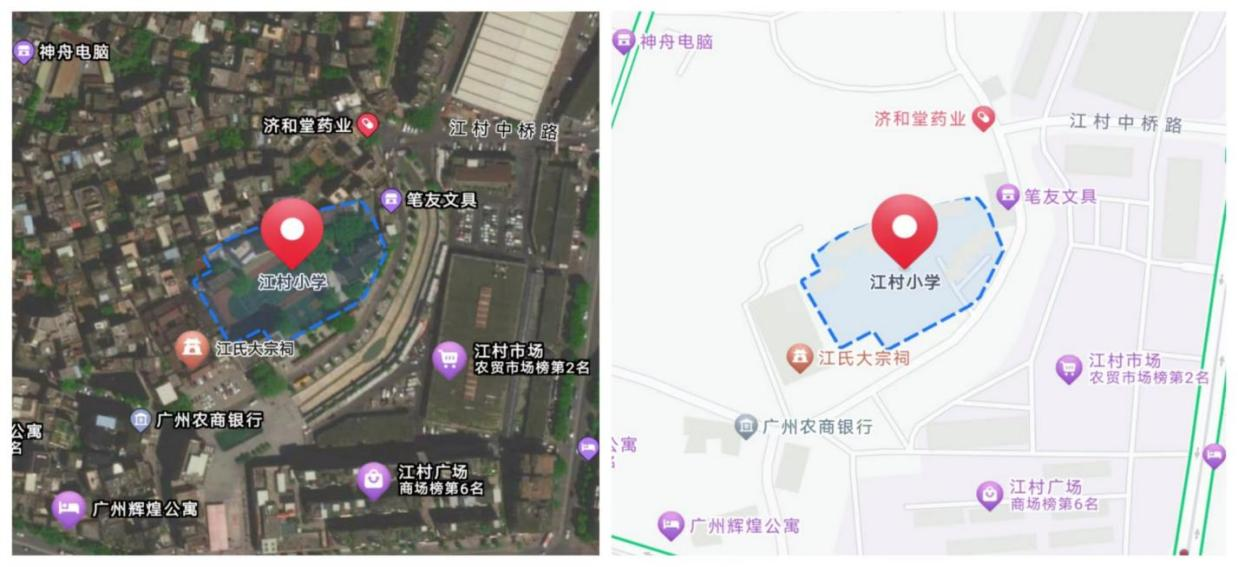 神舟电脑
济和堂药业
江村中桥路
笔友文具
江村小学
江氏大宗祠
江村市场
农贸市场榜第2名
广州农商银行
公寓
名
江村广场
商场榜第6名
广州辉煌公寓
神舟电脑
济和堂药业
江村中桥路
笔友文具
江村小学
江氏大宗祠
江村市场
农贸市场榜第2名
广州农商银行
公寓
江村广场
商场榜第6名
广州辉煌公寓